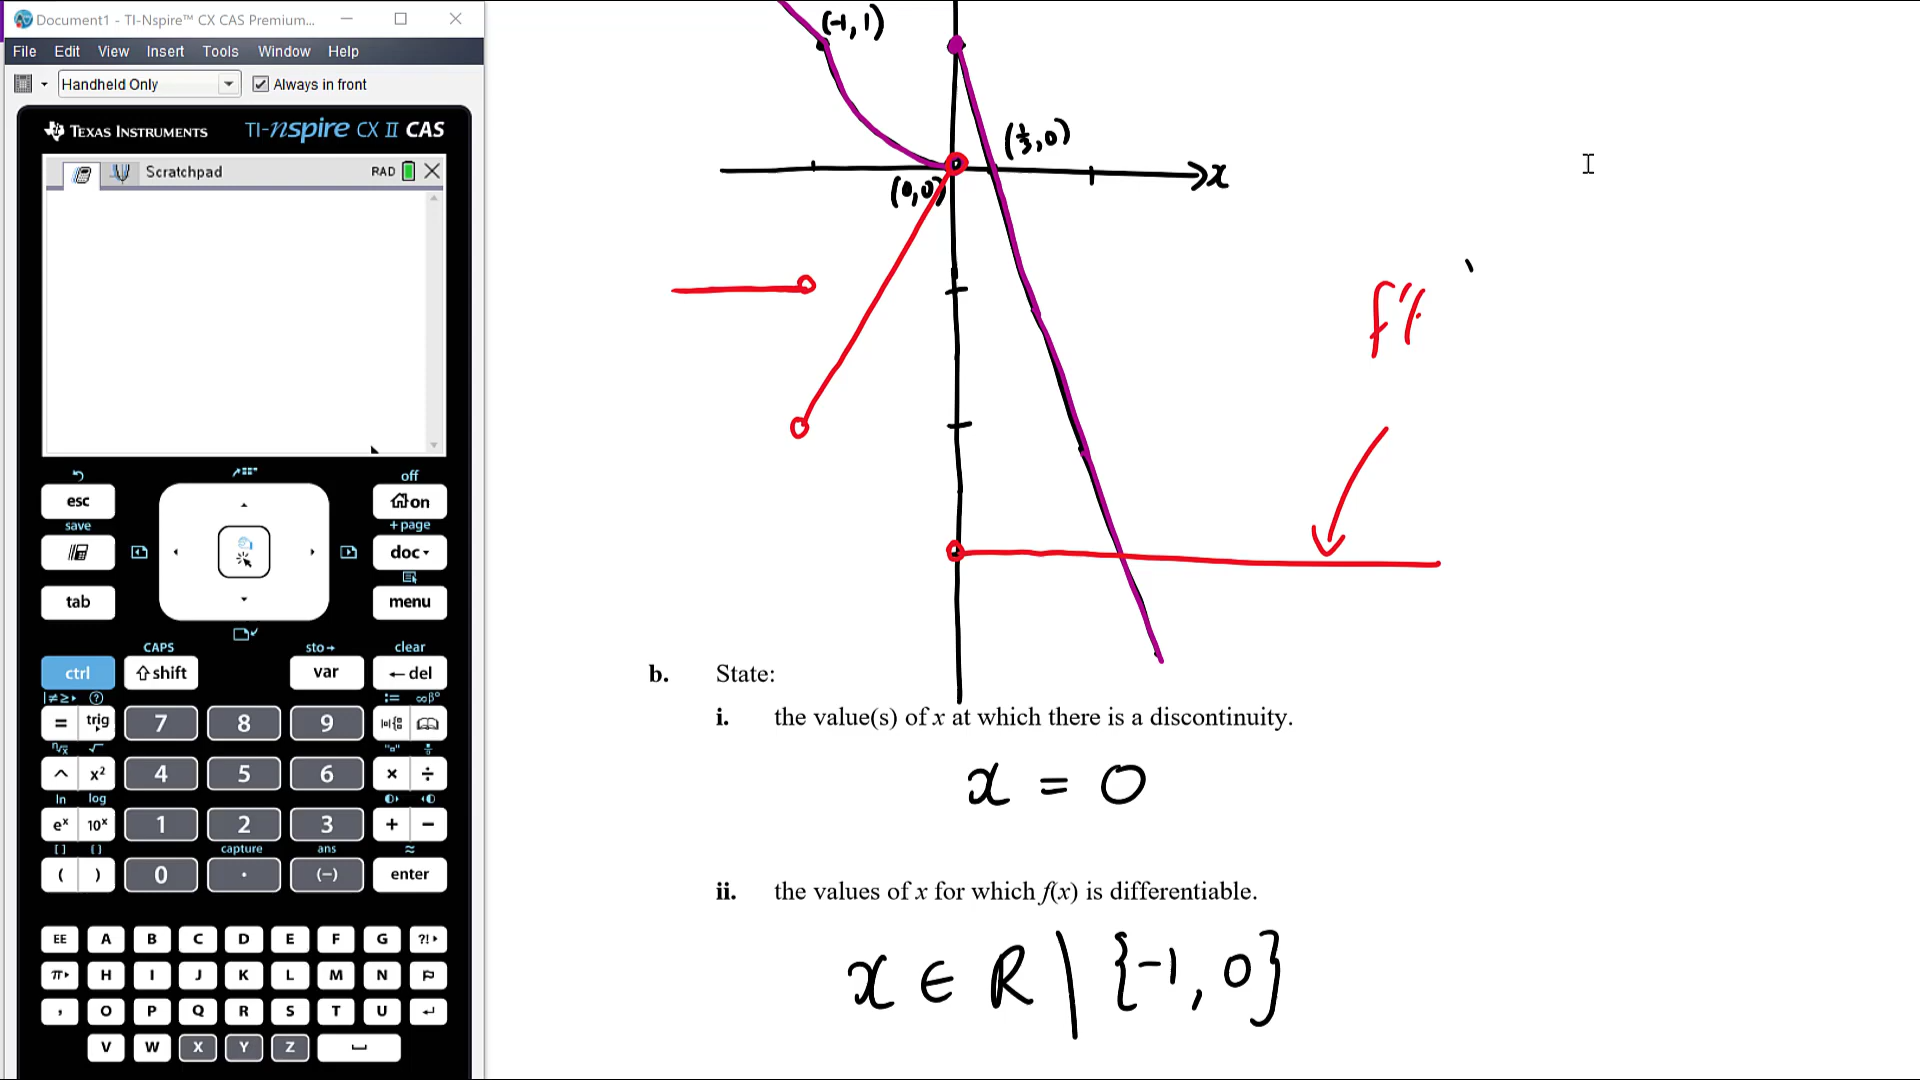 Document1 - TI-Nspire™ CX CAS Premium...
File Edit View Insert Tools Window Help
Handheld Only
Always in front
TEXAS INSTRUMENTS TI-nspire CX II CAS
Scratchpad RAD
off
esc on
save + page
doc
tab menu
CAPS sto→ clear
ctrl ⇧shift var ←del
|≠≥▸ ? := ∞β°
= trig 7 8 9
ⁿ√x √
^ x² 4 5 6 × ÷
ln log
eˣ 10ˣ 1 2 3 + −
[ ] { } capture ans ≈
( ) 0 . (−) enter
EE A B C D E F G ?!▸
π▸ H I J K L M N
, O P Q R S T U ↵
V W X Y Z
(-1, 1)
(⅓, 0)
x
(0,0)
b. State:
i. the value(s) of x at which there is a discontinuity.
x = 0
ii. the values of x for which f(x) is differentiable.
x ∈ R \ {-1, 0}